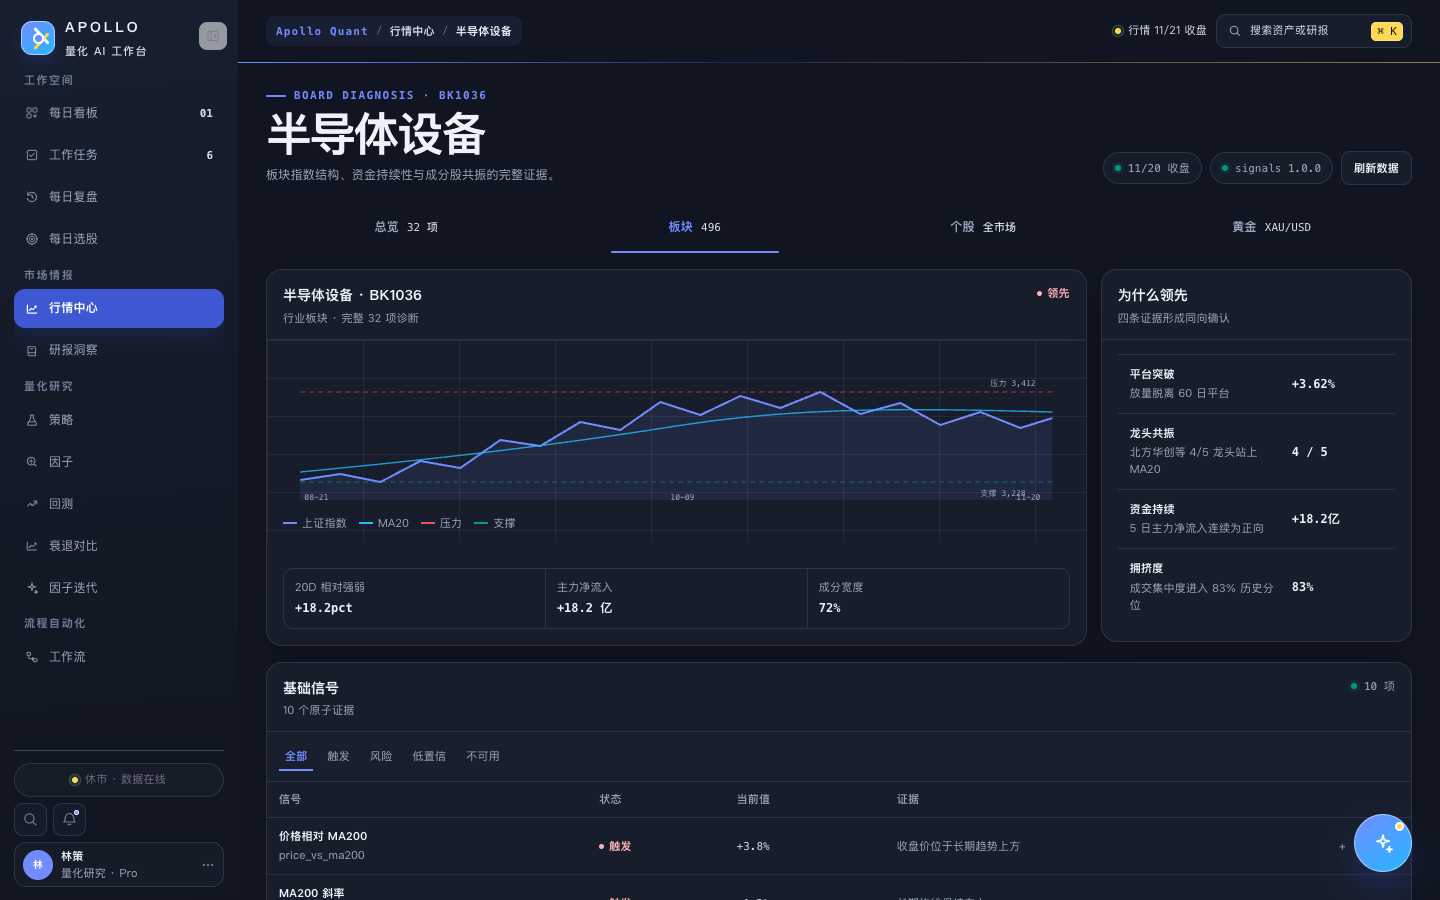 APOLLO
量化 AI 工作台
工作空间
每日看板 01
工作任务 6
每日复盘
每日选股
市场情报
行情中心
研报洞察
量化研究
策略
因子
回测
衰退对比
因子迭代
流程自动化
工作流
休市 · 数据在线
林
林策
量化研究 · Pro
Apollo Quant / 行情中心 / 半导体设备
行情 11/21 收盘
搜索资产或研报
⌘ K
BOARD DIAGNOSIS · BK1036
半导体设备
板块指数结构、资金持续性与成分股共振的完整证据。
11/20 收盘
signals 1.0.0
刷新数据
总览 32 项
板块 496
个股 全市场
黄金 XAU/USD
半导体设备 · BK1036
领先
行业板块 · 完整 32 项诊断
压力 3,412
支撑 3,228
08-21
10-09
11-20
上证指数
MA20
压力
支撑
20D 相对强弱
+18.2pct
主力净流入
+18.2 亿
成分宽度
72%
为什么领先
四条证据形成同向确认
平台突破
放量脱离 60 日平台
+3.62%
龙头共振
北方华创等 4/5 龙头站上
MA20
4 / 5
资金持续
5 日主力净流入连续为正向
+18.2亿
拥挤度
成交集中度进入 83% 历史分
位
83%
基础信号
10 个原子证据
10 项
全部
触发
风险
低置信
不可用
信号
状态
当前值
证据
价格相对 MA200
price_vs_ma200
触发
+3.8%
收盘价位于长期趋势上方
+
MA200 斜率